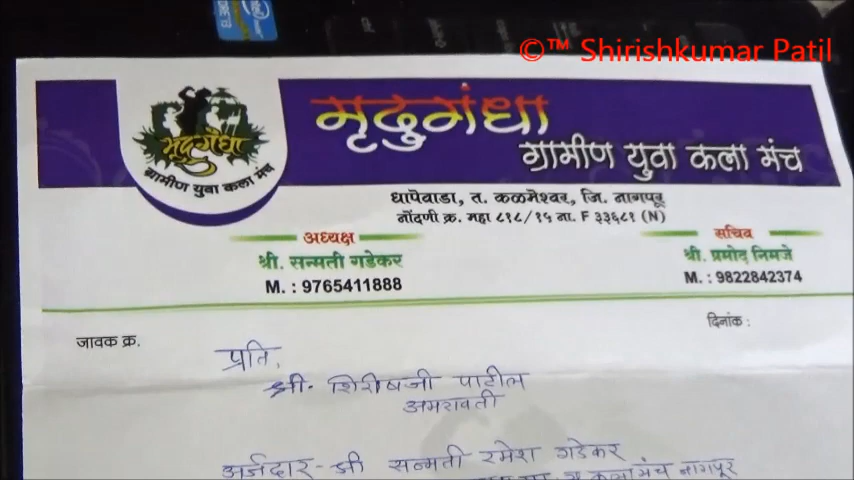 ©™ Shirishkumar Patil
मृदुगंधा
ग्रामीण युवा कला मंच
मृदुगंधा
ग्रामीण युवा कला मंच
धापेवाडा, त. कळमेश्वर, जि. नागपूर
नोंदणी क्र. महा ८१८/१५ ना. F ३३६८१ (N)
अध्यक्ष
श्री. सन्मती गडेकर
M. : 9765411888
सचिव
श्री. प्रमोद निमजे
M. : 9822842374
जावक क्र.
दिनांक :
प्रति,
श्री. शिरीषजी पाटील
अमरावती
अर्जदार - श्री सन्मती रमेश गडेकर
कलामंच नागपूर